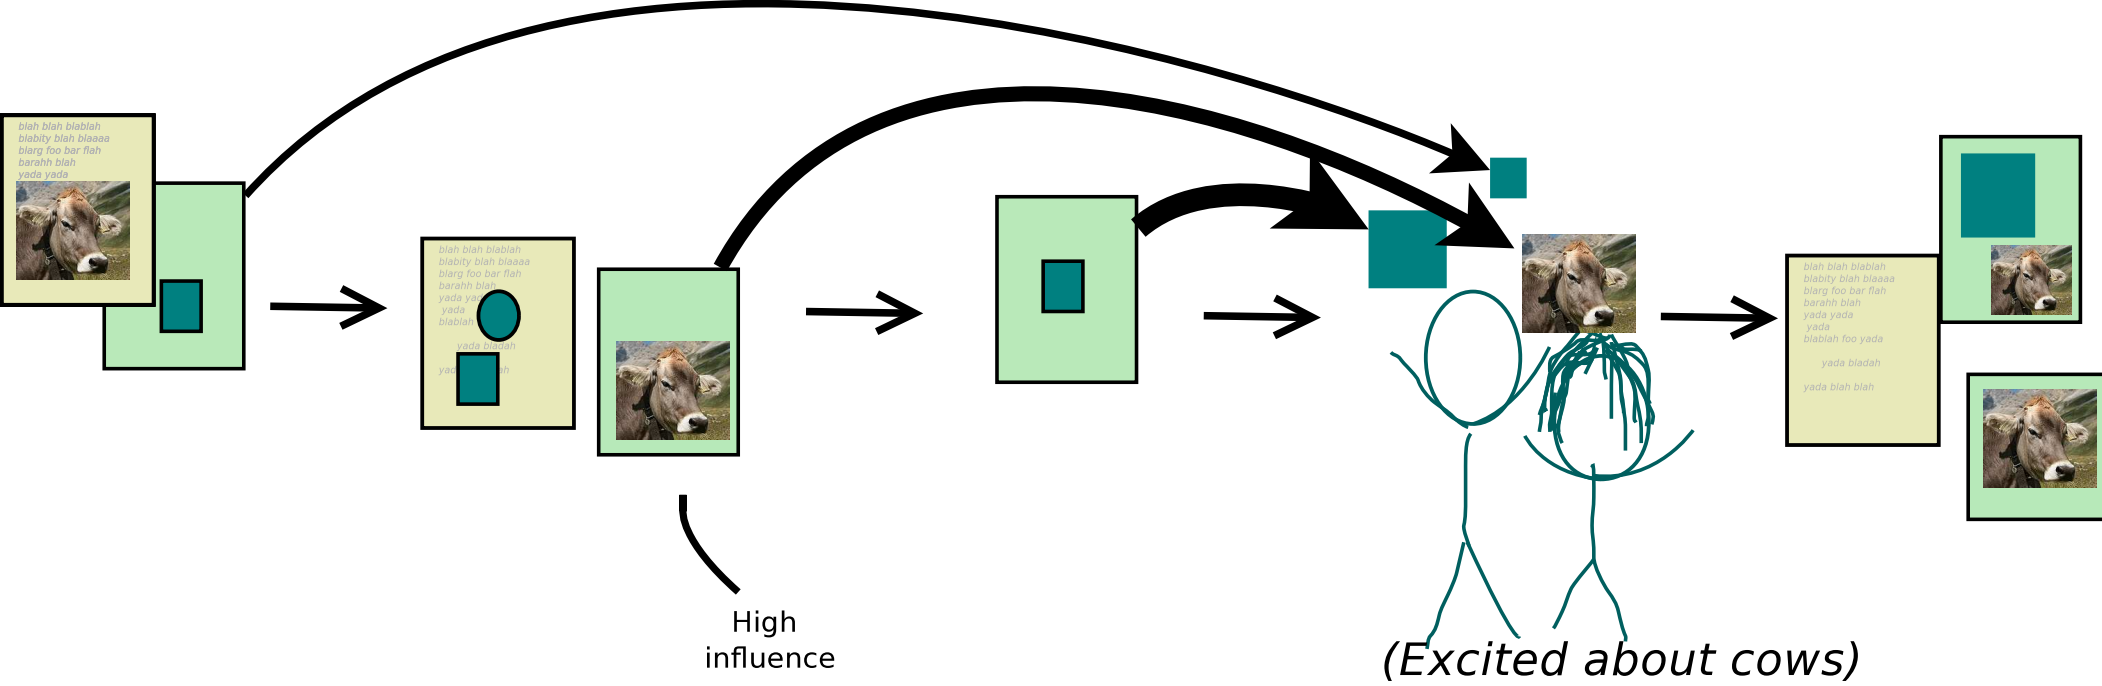 blah blah blablah
blabity blah blaaaa
blarg foo bar flah
barahh blah
yada yada
blah blah blablah
blabity blah blaaaa
blarg foo bar flah
barahh blah
yada
yada
blablah
yada bladah
High
influence
(Excited about cows)
blah blah blablah
blabity blah blaaaa
blarg foo bar flah
barahh blah
yada yada
yada
blablah foo yada
yada bladah
yada blah blah